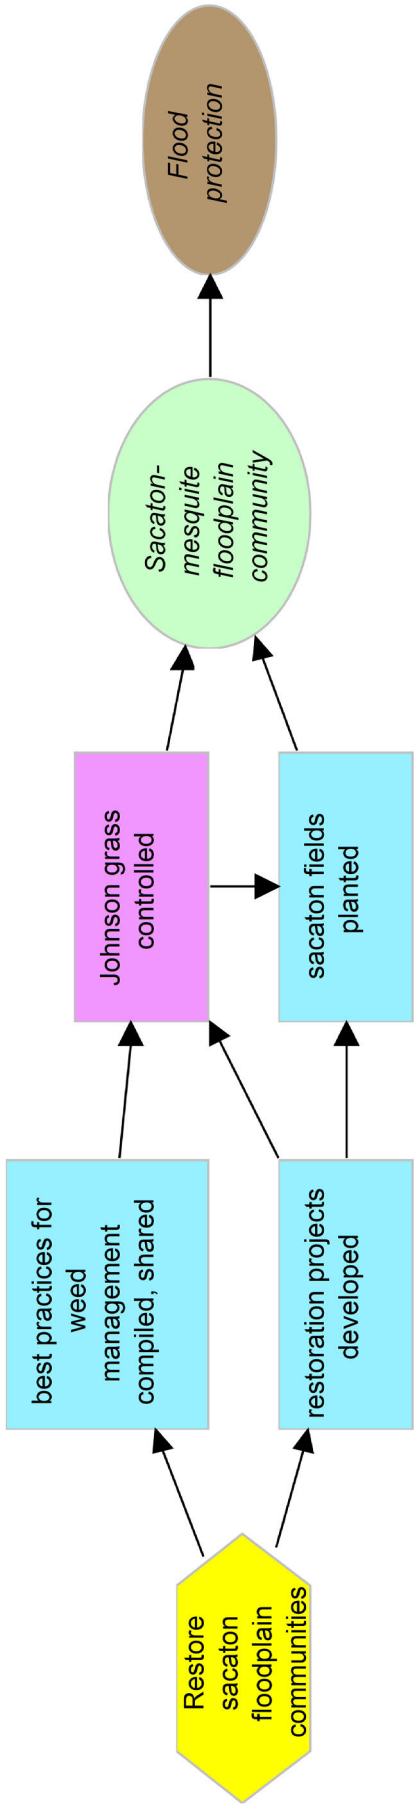 Restore
sacaton
floodplain
communities
best practices for
weed
management
compiled, shared
restoration projects
developed
Johnson grass
controlled
sacaton fields
planted
Sacaton-
mesquite
floodplain
community
Flood
protection